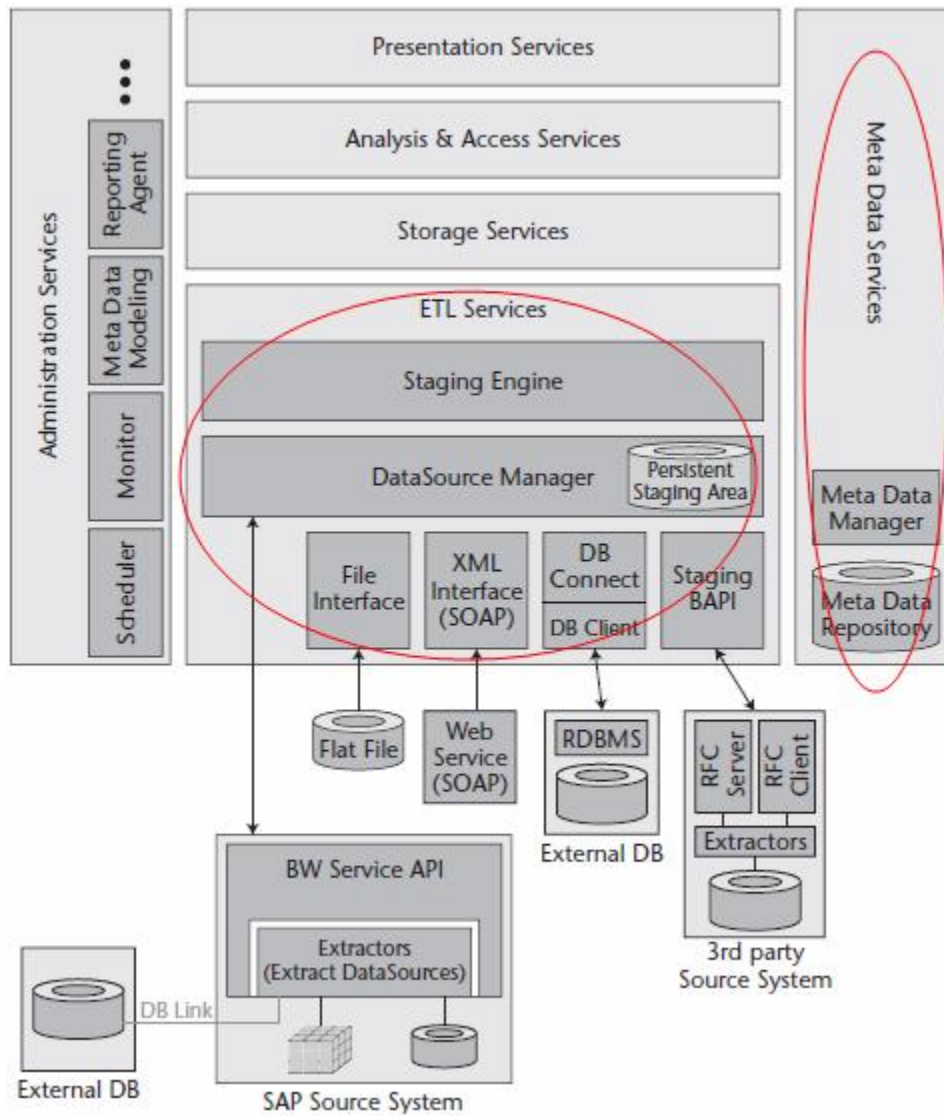 Administration Services
Reporting
Agent
Meta Data
Modeling
Monitor
Scheduler
Presentation Services
Analysis & Access Services
Storage Services
ETL Services
Staging Engine
DataSource Manager
Persistent
Staging Area
File
Interface
XML
Interface
(SOAP)
DB
Connect
DB Client
Staging
BAPI
Meta Data Services
Meta Data
Manager
Meta Data
Repository
Flat File
Web
Service
(SOAP)
RDBMS
External DB
RFC
Server
RFC
Client
Extractors
3rd party
Source System
BW Service API
Extractors
(Extract DataSources)
DB Link
External DB
SAP Source System